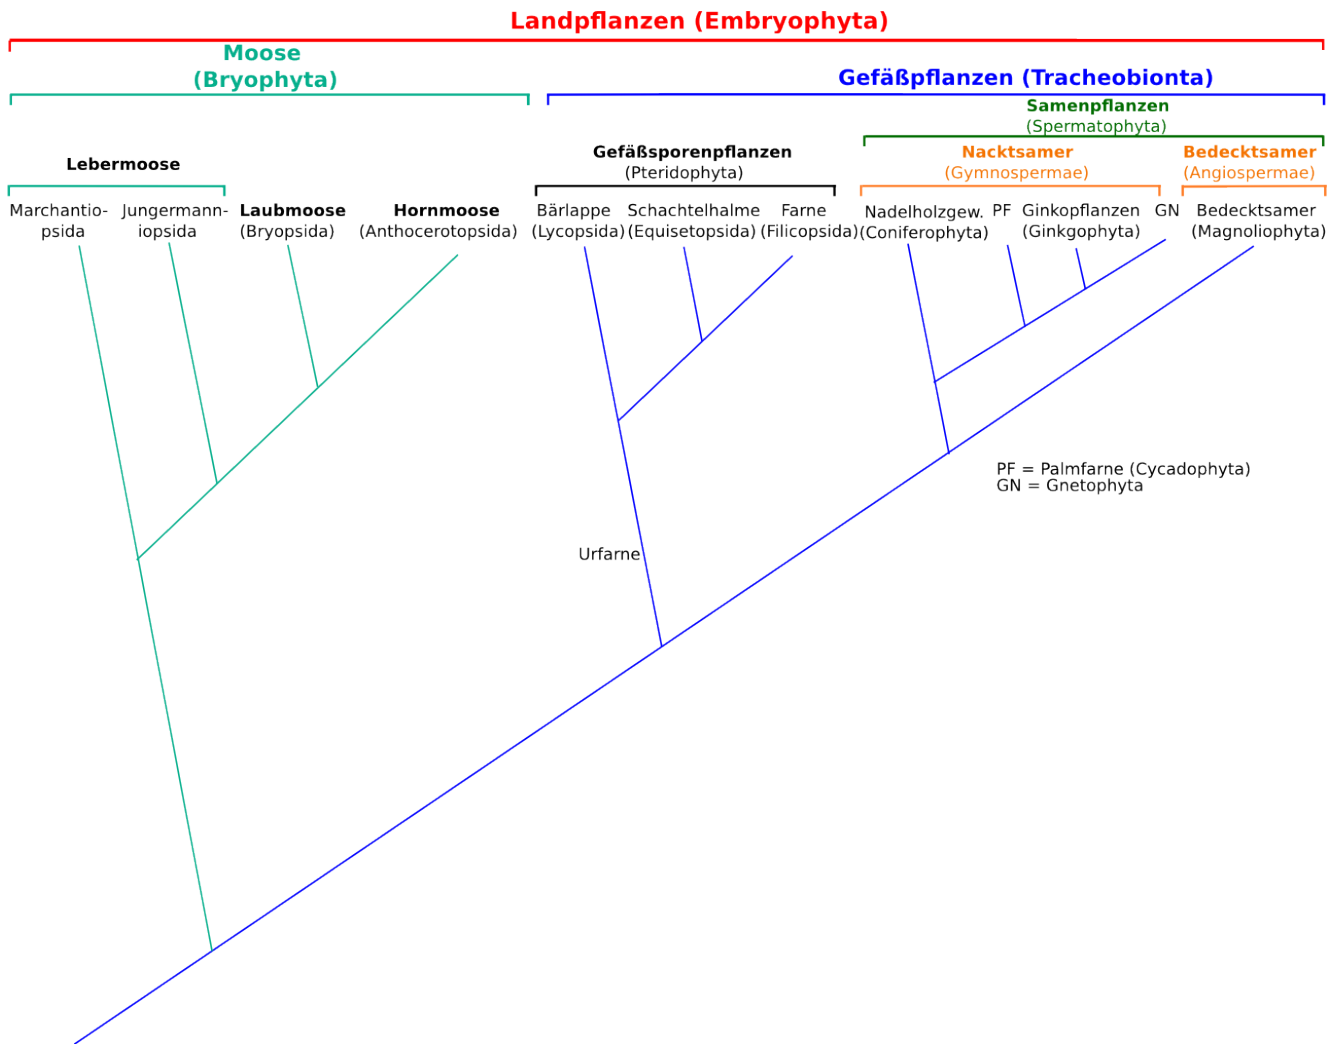 Landpflanzen (Embryophyta)
Moose
(Bryophyta)
Gefäßpflanzen (Tracheobionta)
Samenpflanzen
(Spermatophyta)
Lebermoose
Gefäßsporenpflanzen
(Pteridophyta)
Nacktsamer
(Gymnospermae)
Bedecktsamer
(Angiospermae)
Marchantio-
psida
Jungermann-
iopsida
Laubmoose
(Bryopsida)
Hornmoose
(Anthocerotopsida)
Bärlappe
(Lycopsida)
Schachtelhalme
(Equisetopsida)
Farne
(Filicopsida)
Nadelholzgew.
(Coniferophyta)
PF
Ginkopflanzen
(Ginkgophyta)
GN
Bedecktsamer
(Magnoliophyta)
PF = Palmfarne (Cycadophyta)
GN = Gnetophyta
Urfarne